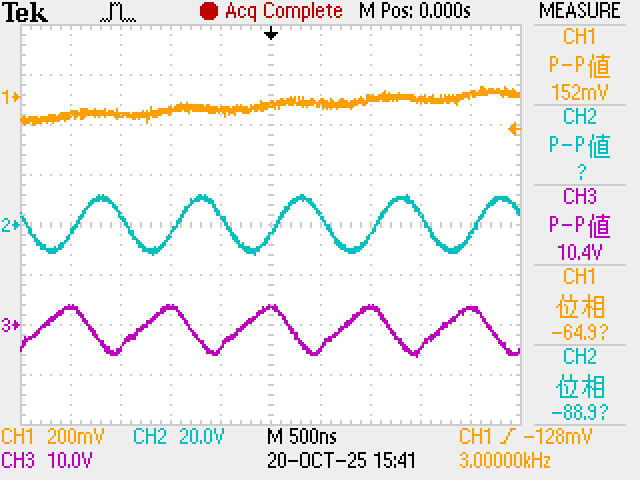 Tek Acq Complete M Pos: 0.000s MEASURE
CH1
P-P値
152mV
CH2
P-P値
?
CH3
P-P値
10.4V
CH1
位相
-64.9?
CH2
位相
-88.9?
1
2
3
CH1 200mV CH2 20.0V M 500ns CH1 -128mV
CH3 10.0V 20-OCT-25 15:41 3.00000kHz